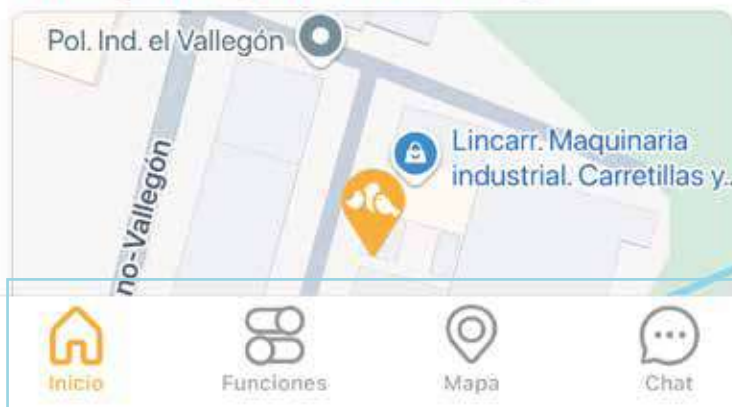 Pol. Ind. el Vallegón
Lincarr. Maquinaria
industrial. Carretillas y...
no-Vallegón
Inicio
Funciones
Mapa
Chat